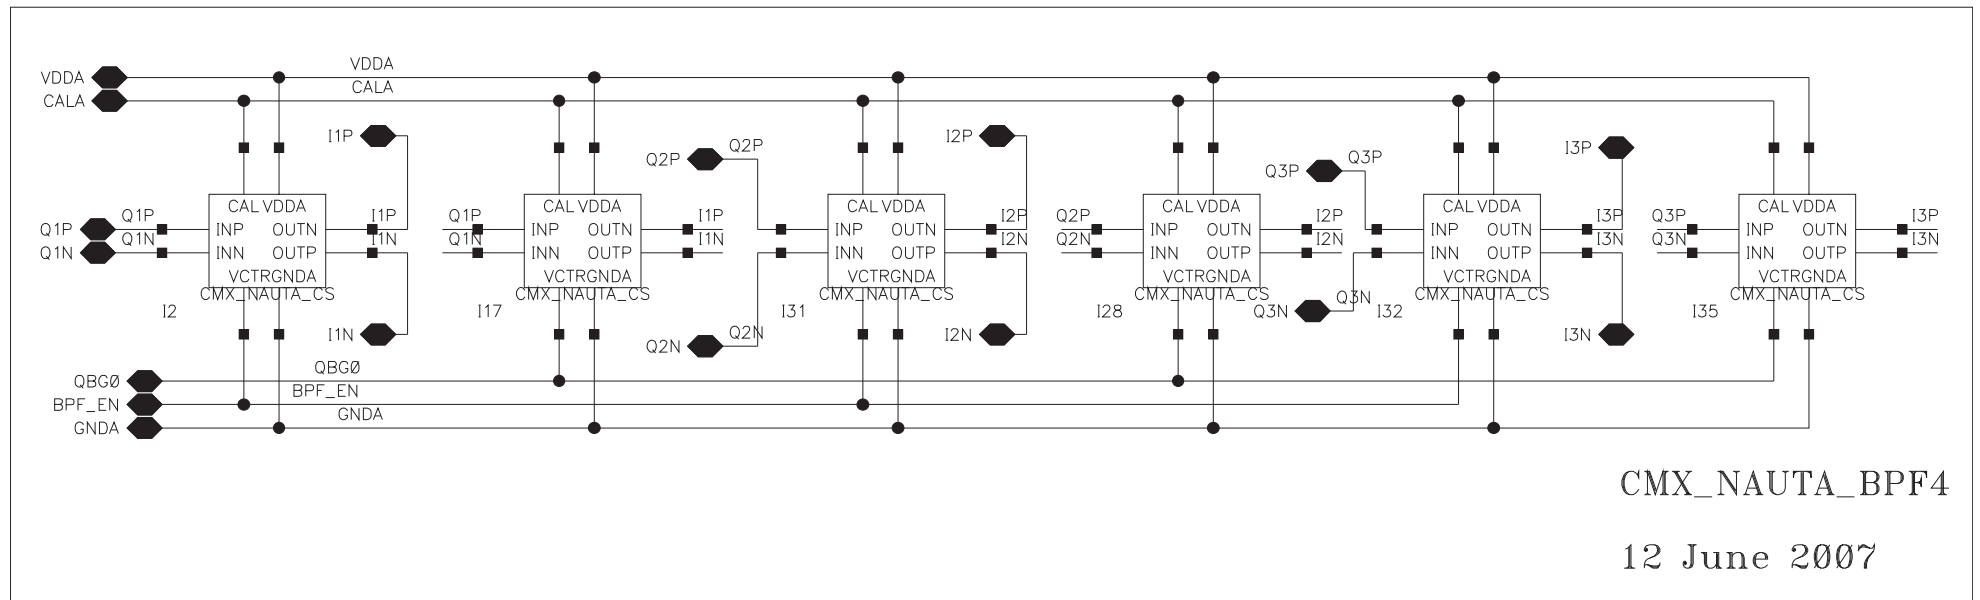 VDDA
VDDA
CALA
CALA
I1P
Q2P
Q2P
I2P
Q3P
Q3P
I3P
Q1P
Q1P
CAL VDDA
INP OUTN
I1P
Q1N
Q1N
INN OUTP
I1N
VCTRGNDA
CMX_NAUTA_CS
I2
I1N
Q1P
CAL VDDA
INP OUTN
I1P
Q1N
INN OUTP
I1N
VCTRGNDA
CMX_NAUTA_CS
I17
Q2N
Q2N
CAL VDDA
INP OUTN
I2P
INN OUTP
I2N
VCTRGNDA
CMX_NAUTA_CS
I31
I2N
Q2P
CAL VDDA
INP OUTN
I2P
Q2N
INN OUTP
I2N
VCTRGNDA
CMX_NAUTA_CS
I28
Q3N
Q3N
CAL VDDA
INP OUTN
I3P
INN OUTP
I3N
VCTRGNDA
CMX_NAUTA_CS
I32
I3N
Q3P
CAL VDDA
INP OUTN
I3P
Q3N
INN OUTP
I3N
VCTRGNDA
CMX_NAUTA_CS
I35
QBG0
QBG0
BPF_EN
BPF_EN
GNDA
GNDA
CMX_NAUTA_BPF4
12 June 2007